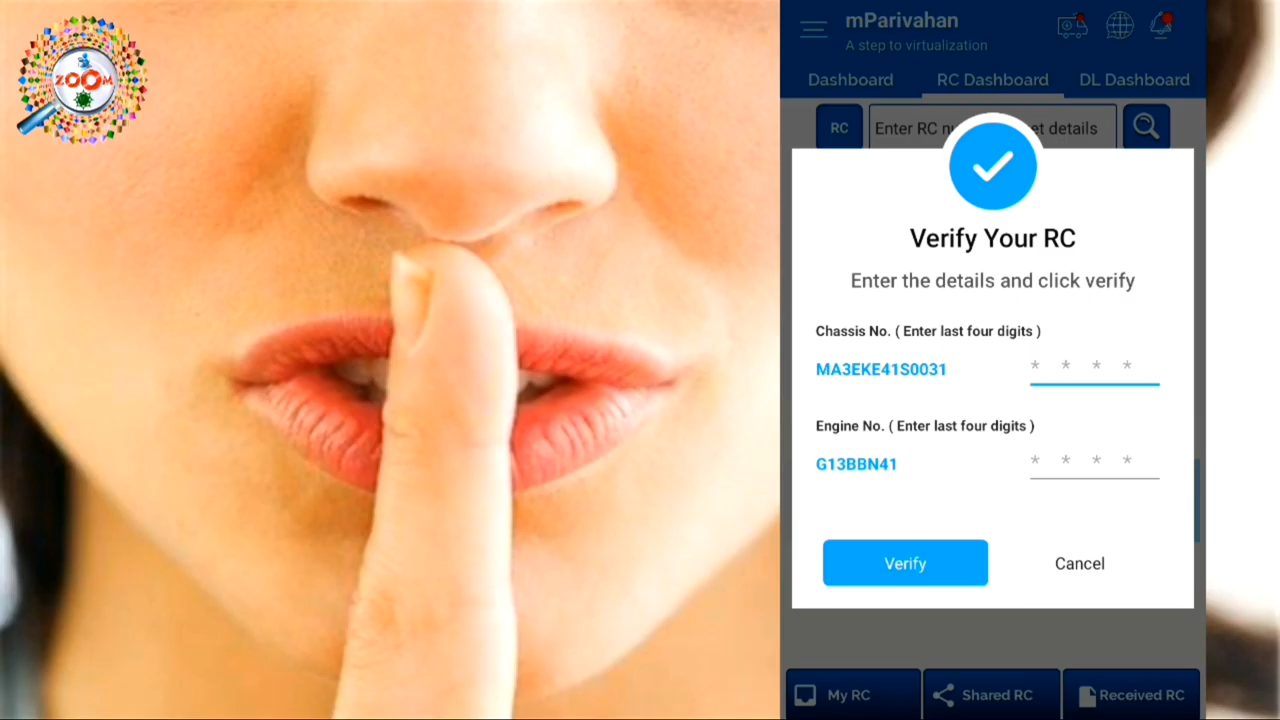 ZOOM
mParivahan
A step to virtualization
Dashboard RC Dashboard DL Dashboard
RC Enter RC nu et details
Verify Your RC
Enter the details and click verify
Chassis No. ( Enter last four digits )
MA3EKE41S0031 * * * *
Engine No. ( Enter last four digits )
G13BBN41 * * * *
Verify Cancel
My RC Shared RC Received RC